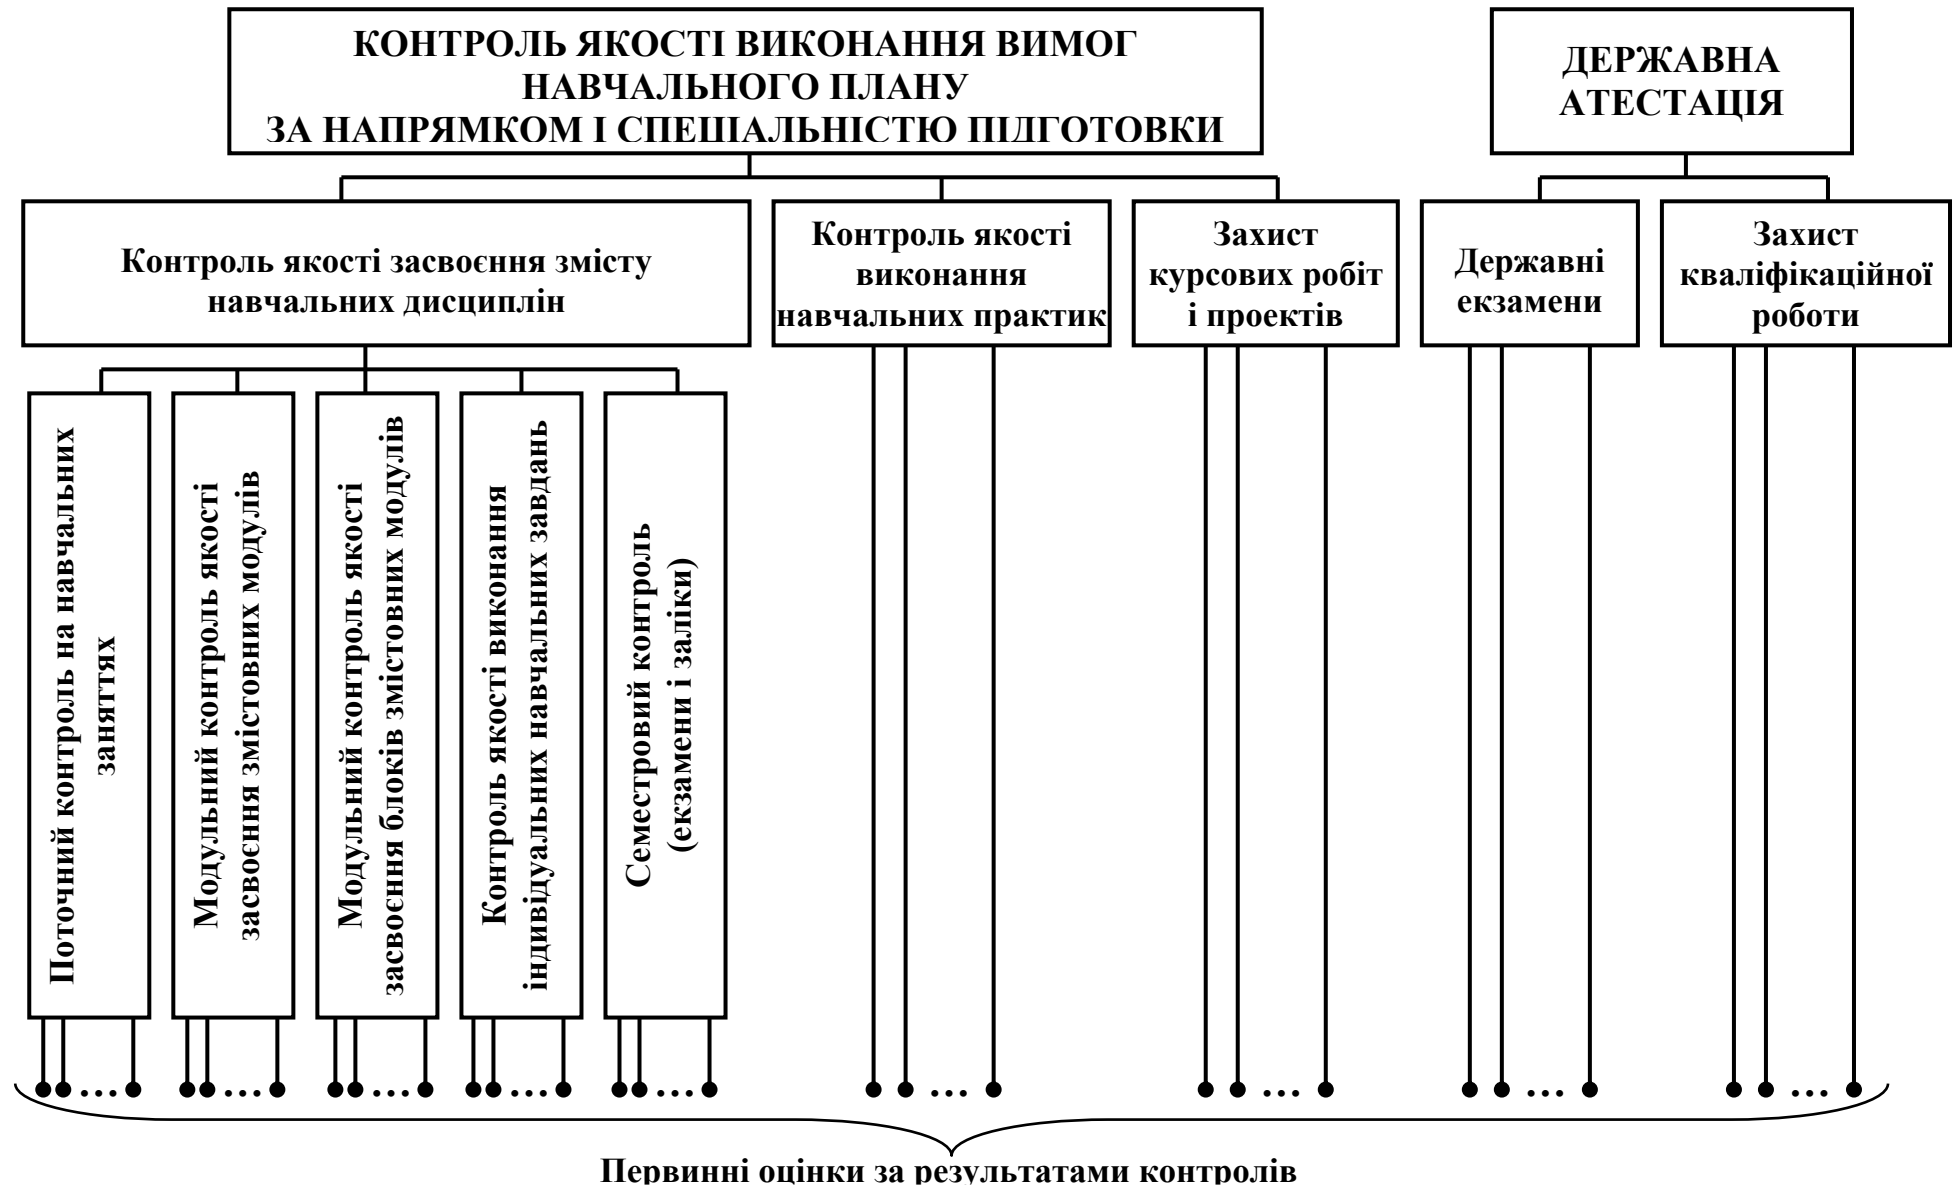 КОНТРОЛЬ ЯКОСТІ ВИКОНАННЯ ВИМОГ
НАВЧАЛЬНОГО ПЛАНУ
ЗА НАПРЯМКОМ І СПЕЦІАЛЬНІСТЮ ПІДГОТОВКИ
ДЕРЖАВНА
АТЕСТАЦІЯ
Контроль якості засвоєння змісту
навчальних дисциплін
Контроль якості
виконання
навчальних практик
Захист
курсових робіт
і проектів
Державні
екзамени
Захист
кваліфікаційної
роботи
Поточний контроль на навчальних
заняттях
Модульний контроль якості
засвоєння змістовних модулів
Модульний контроль якості
засвоєння блоків змістовних модулів
Контроль якості виконання
індивідуальних навчальних завдань
Семестровий контроль
(екзамени і заліки)
... ... ... ... ... ... ... ... ...
Первинні оцінки за результатами контролів